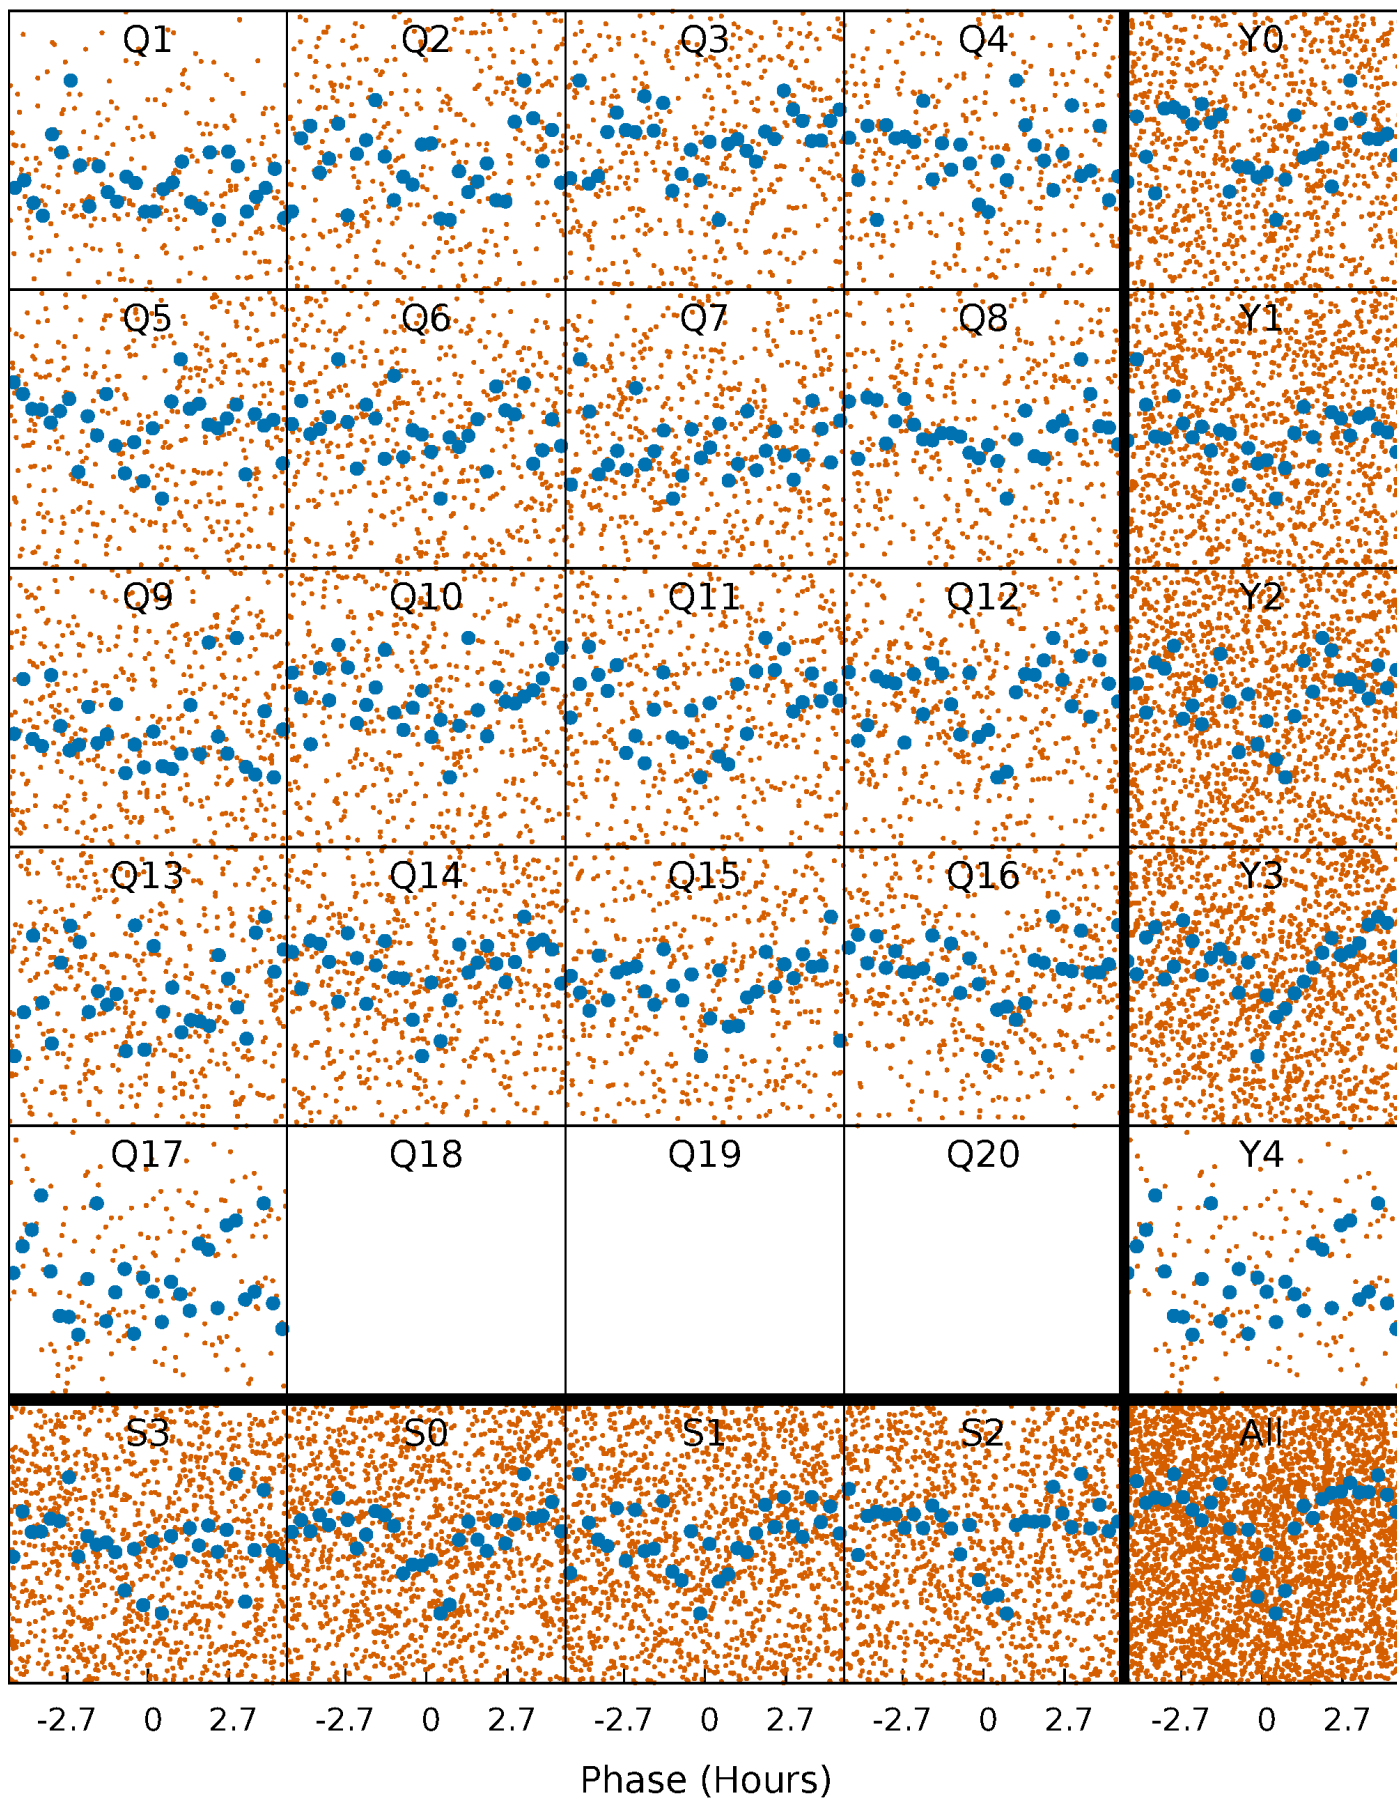 Q1 Q2 Q3 Q4 Y0
Q5 Q6 Q7 Q8 Y1
Q9 Q10 Q11 Q12 Y2
Q13 Q14 Q15 Q16 Y3
Q17 Q18 Q19 Q20 Y4
S3 S0 S1 S2 All
-2.7 0 2.7 -2.7 0 2.7 -2.7 0 2.7 -2.7 0 2.7 -2.7 0 2.7
Phase (Hours)